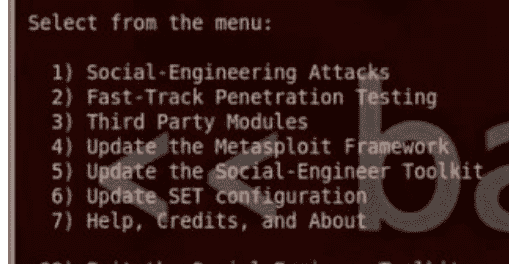 Select from the menu:
1) Social-Engineering Attacks
2) Fast-Track Penetration Testing
3) Third Party Modules
4) Update the Metasploit Framework
5) Update the Social-Engineer Toolkit
6) Update SET configuration
7) Help, Credits, and About
<< ba